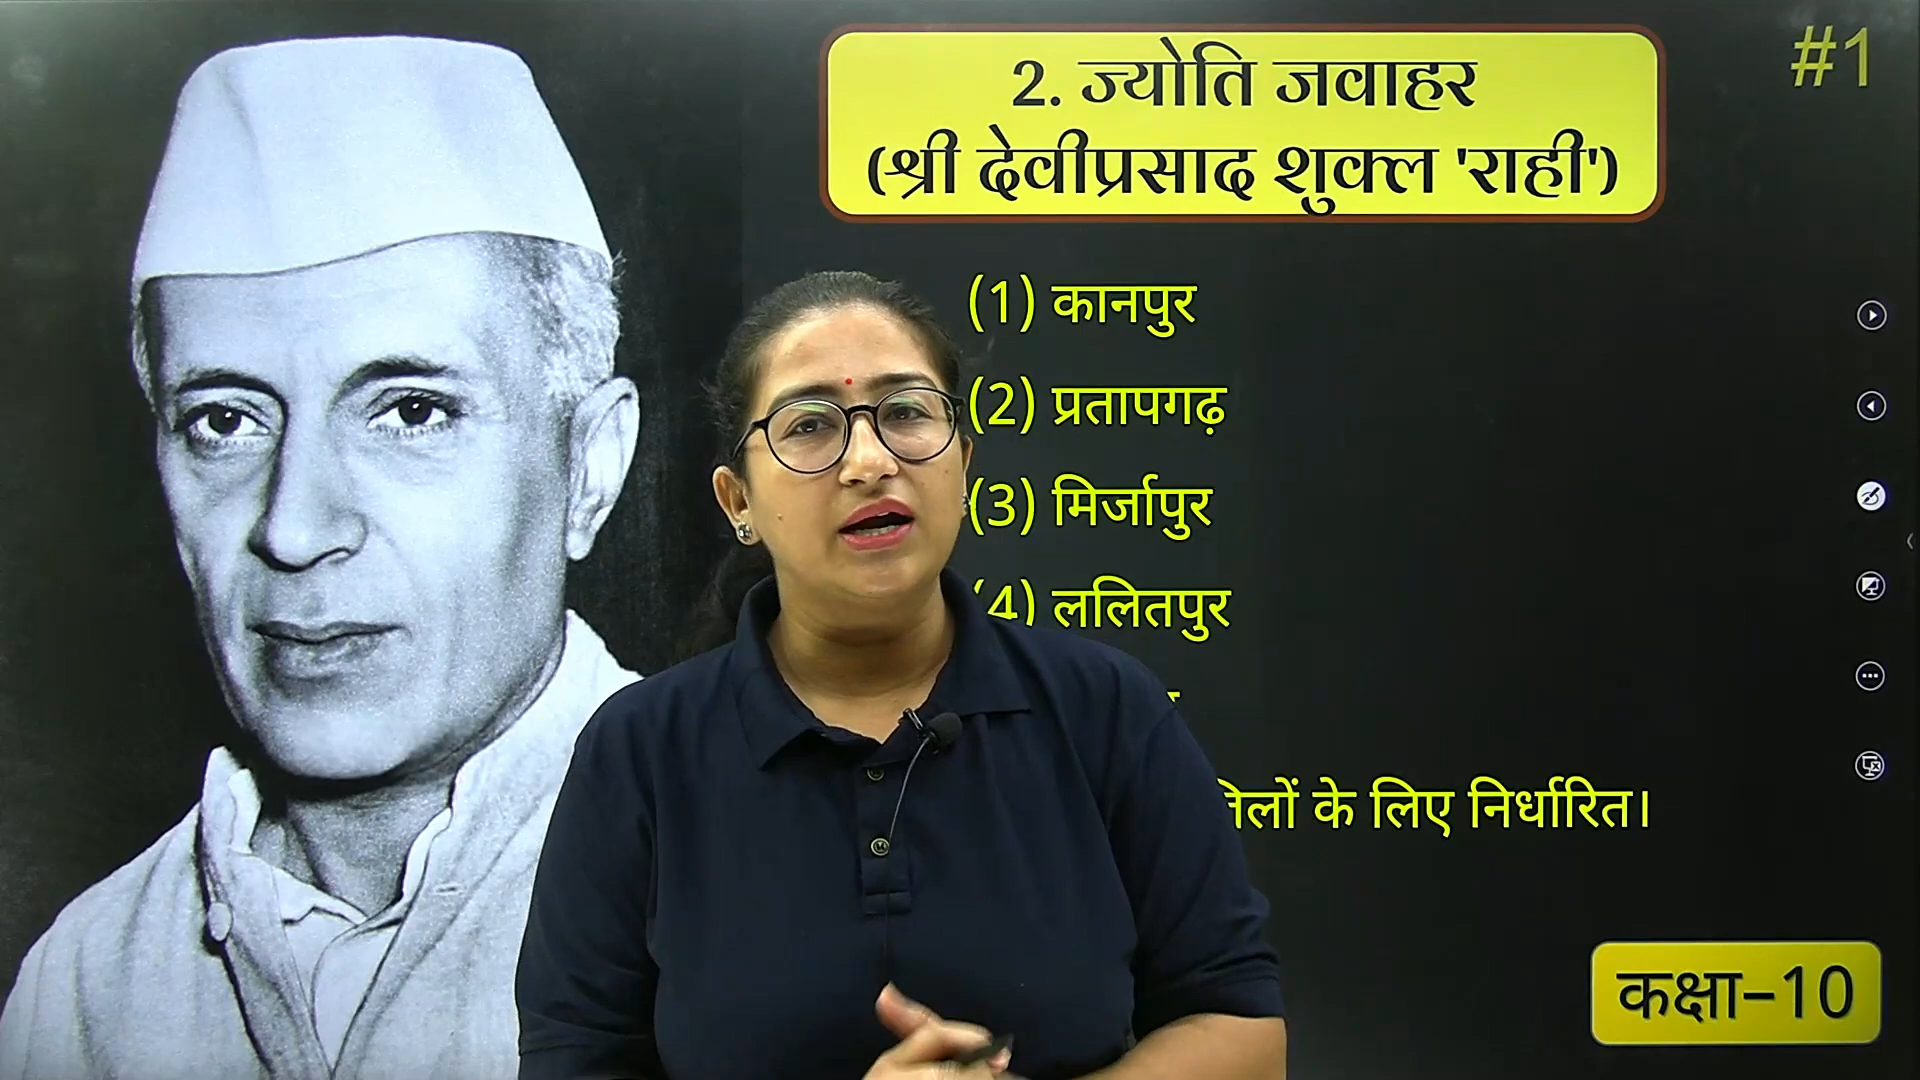 #1
2. ज्योति जवाहर
(श्री देवीप्रसाद शुक्ल 'राही')
(1) कानपुर
(2) प्रतापगढ़
(3) मिर्जापुर
(4) ललितपुर
के लिए निर्धारित।
कक्षा–10